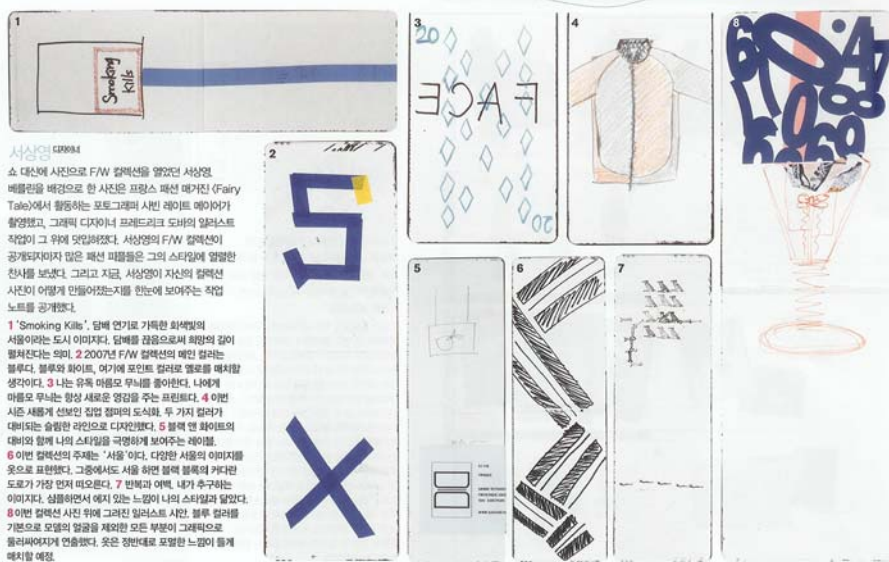 1
Smoking
Kills
서상영 디자이너
쇼 대신에 사진으로 F/W 컬렉션을 열었던 서상영.
베를린을 배경으로 한 사진은 프랑스 패션 매거진 〈Fairy
Tale〉에서 활동하는 포토그래퍼 사빈 레이트 메이어가
촬영했고, 그래픽 디자이너 프레드리크 도바의 일러스트
작업이 그 위에 덧입혀졌다. 서상영의 F/W 컬렉션이
공개되자마자 많은 패션 피플들은 그의 스타일에 열렬한
찬사를 보냈다. 그리고 지금, 서상영이 자신의 컬렉션
사진이 어떻게 만들어졌는지를 한눈에 보여주는 작업
노트를 공개했다.
1 'Smoking Kills'. 담배 연기로 가득한 회색빛의
서울이라는 도시 이미지다. 담배를 끊음으로써 희망의 길이
펼쳐진다는 의미. 2 2007년 F/W 컬렉션의 메인 컬러는
블루다. 블루와 화이트, 여기에 포인트 컬러로 옐로를 매치할
생각이다. 3 나는 유독 마름모 무늬를 좋아한다. 나에게
마름모 무늬는 항상 새로운 영감을 주는 프린트다. 4 이번
시즌 새롭게 선보인 집업 점퍼의 도식화. 두 가지 컬러가
대비되는 슬림한 라인으로 디자인했다. 5 블랙 앤 화이트의
대비와 함께 나의 스타일을 극명하게 보여주는 레이블.
6 이번 컬렉션의 주제는 '서울'이다. 다양한 서울의 이미지를
옷으로 표현했다. 그중에서도 서울 하면 블랙 블록의 커다란
도로가 가장 먼저 떠오른다. 7 반복과 여백. 내가 추구하는
이미지다. 심플하면서 에지 있는 느낌이 나의 스타일과 닮았다.
8 이번 컬렉션 사진 위에 그려진 일러스트 시안. 블루 컬러를
기본으로 모델의 얼굴을 제외한 모든 부분이 그래픽으로
둘러싸여지게 연출했다. 옷은 정반대로 포멀한 느낌이 들게
매치할 예정.
2
S
X
3
20
FACE
20
4
5
6
7
8